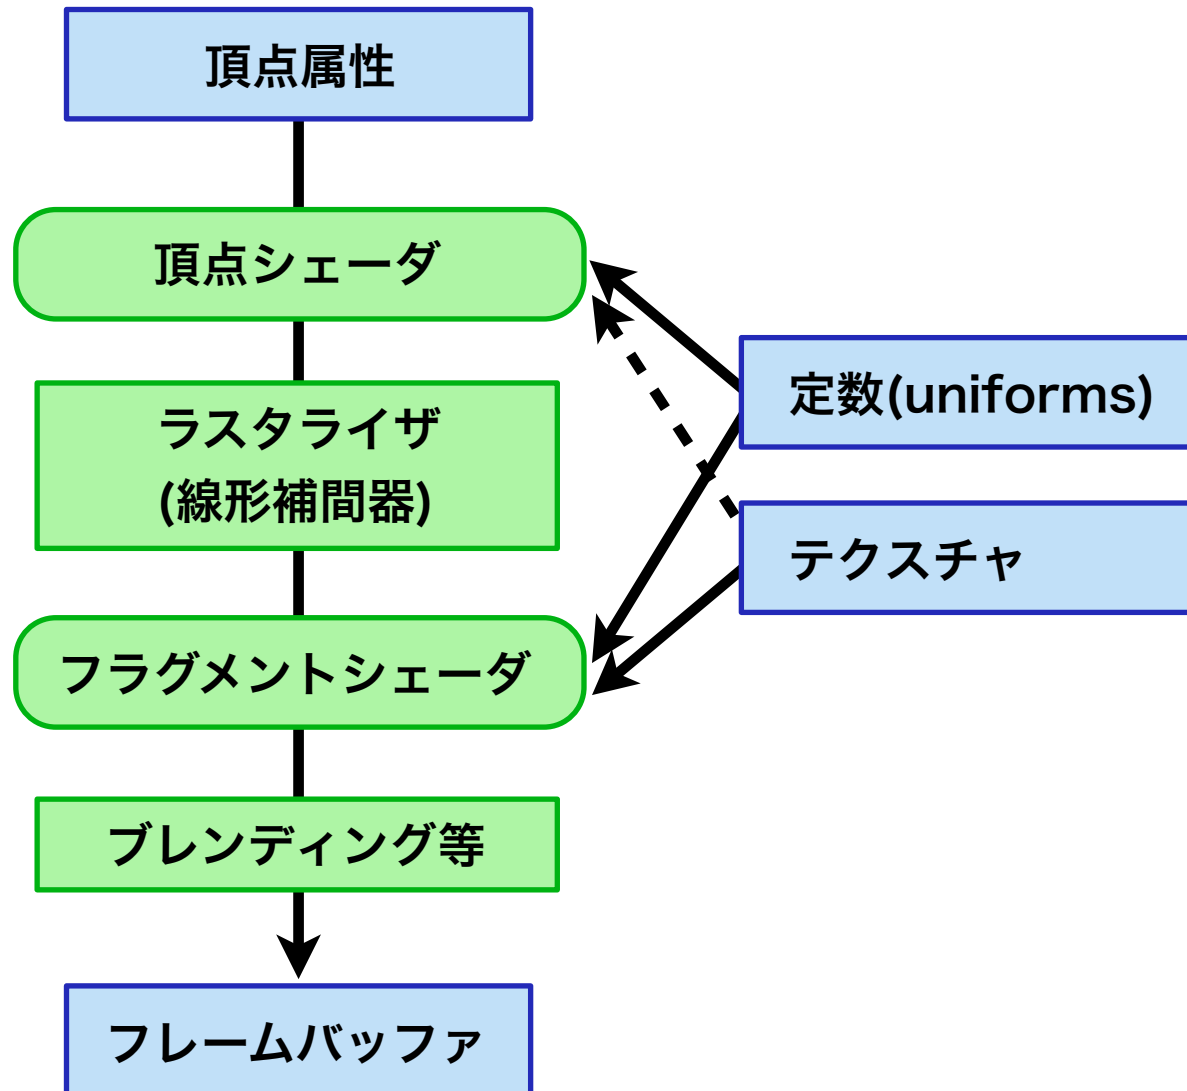 頂点属性
頂点シェーダ
ラスタライザ
(線形補間器)
定数(uniforms)
テクスチャ
フラグメントシェーダ
ブレンディング等
フレームバッファ